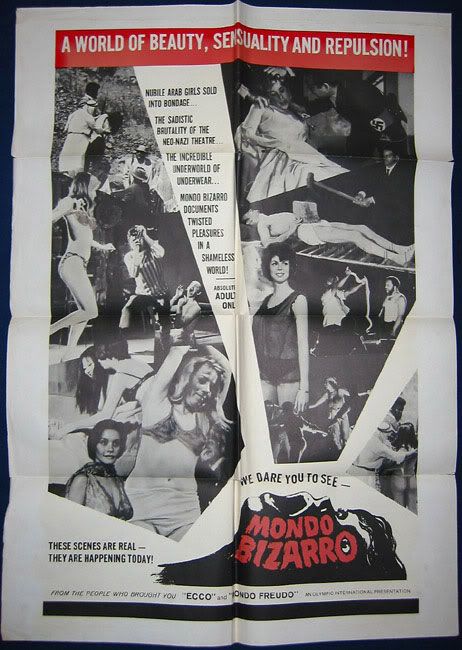 A WORLD OF BEAUTY, SENSUALITY AND REPULSION!
NUBILE ARAB GIRLS SOLD
INTO BONDAGE...
THE SADISTIC
BRUTALITY OF THE
NEO-NAZI THEATRE...
THE INCREDIBLE
UNDERWORLD OF
UNDERWEAR...
MONDO BIZARRO
DOCUMENTS
TWISTED
PLEASURES
IN A
SHAMELESS
WORLD!
ADULT
WE DARE YOU TO SEE —
MONDO
BIZARRO
THESE SCENES ARE REAL —
THEY ARE HAPPENING TODAY!
FROM THE PEOPLE WHO BROUGHT YOU "ECCO" and "MONDO FREUDO" AN OLYMPIC INTERNATIONAL PRESENTATION